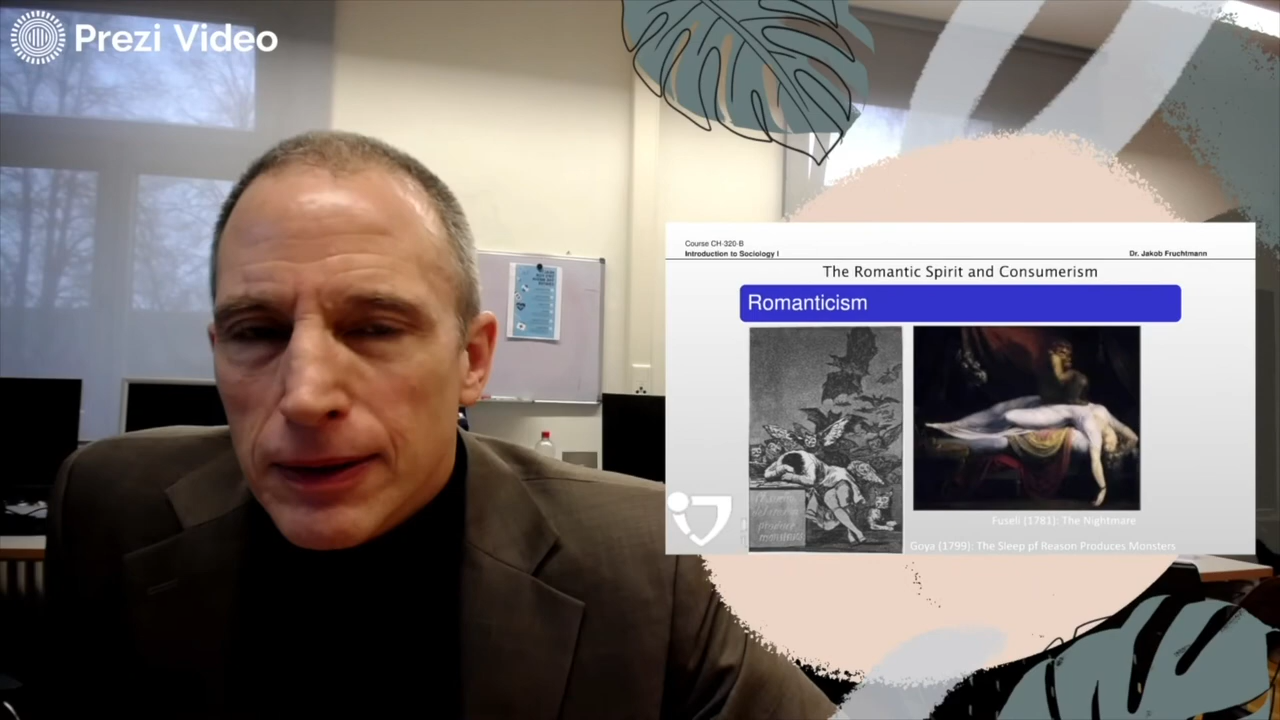 Prezi Video
Course CH-320-B
Introduction to Sociology I
Dr. Jakob Fruchtmann
The Romantic Spirit and Consumerism
Romanticism
Fuseli (1781): The Nightmare
Goya (1799): The Sleep pf Reason Produces Monsters